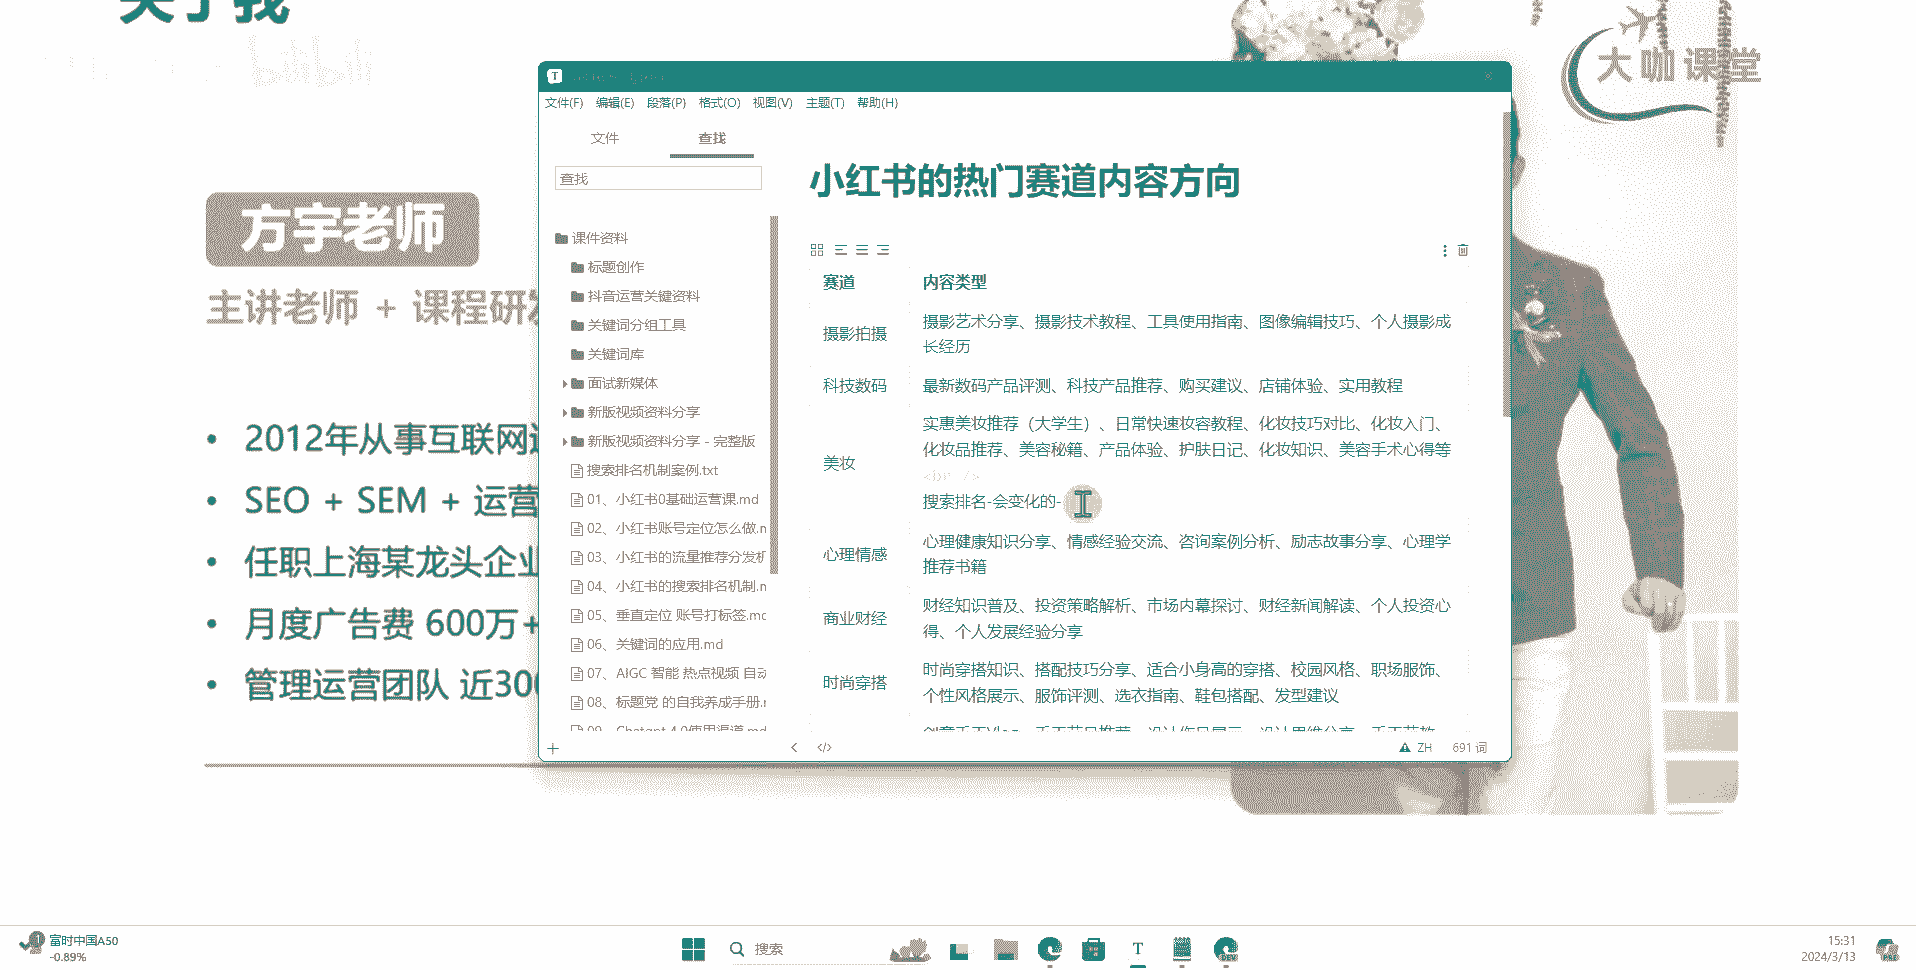 关于我
bilibili
大咖课堂
方宇老师
主讲老师 + 课程研发
2012年从事互联网
SEO + SEM + 运营
任职上海某龙头企业
月度广告费 600万+
管理运营团队 近300
文件(F) 编辑(E) 段落(P) 格式(O) 视图(V) 主题(T) 帮助(H)
文件 查找
查找
课件资料
标题创作
抖音运营关键资料
关键词分组工具
关键词库
面试新媒体
新版视频资料分享
新版视频资料分享 - 完整版
搜索排名机制案例.txt
01、小红书0基础运营课.md
02、小红书账号定位怎么做.m
03、小红书的流量推荐分发机
04、小红书的搜索排名机制.m
05、垂直定位 账号打标签.md
06、关键词的应用.md
07、AIGC 智能 热点视频 自动
08、标题党 的自我养成手册.m
09、Chatgpt 4.0使用渠道.md
小红书的热门赛道内容方向
赛道 内容类型
摄影拍摄 摄影艺术分享、摄影技术教程、工具使用指南、图像编辑技巧、个人摄影成
长经历
科技数码 最新数码产品评测、科技产品推荐、购买建议、店铺体验、实用教程
美妆 实惠美妆推荐（大学生）、日常快速妆容教程、化妆技巧对比、化妆入门、
化妆品推荐、美容秘籍、产品体验、护肤日记、化妆知识、美容手术心得等
<br />
搜索排名-会变化的-
心理情感 心理健康知识分享、情感经验交流、咨询案例分析、励志故事分享、心理学
推荐书籍
商业财经 财经知识普及、投资策略解析、市场内幕探讨、财经新闻解读、个人投资心
得、个人发展经验分享
时尚穿搭 时尚穿搭知识、搭配技巧分享、适合小身高的穿搭、校园风格、职场服饰、
个性风格展示、服饰评测、选衣指南、鞋包搭配、发型建议
ZH 691 词
富时中国A50
-0.89%
搜索
15:31
2024/3/13